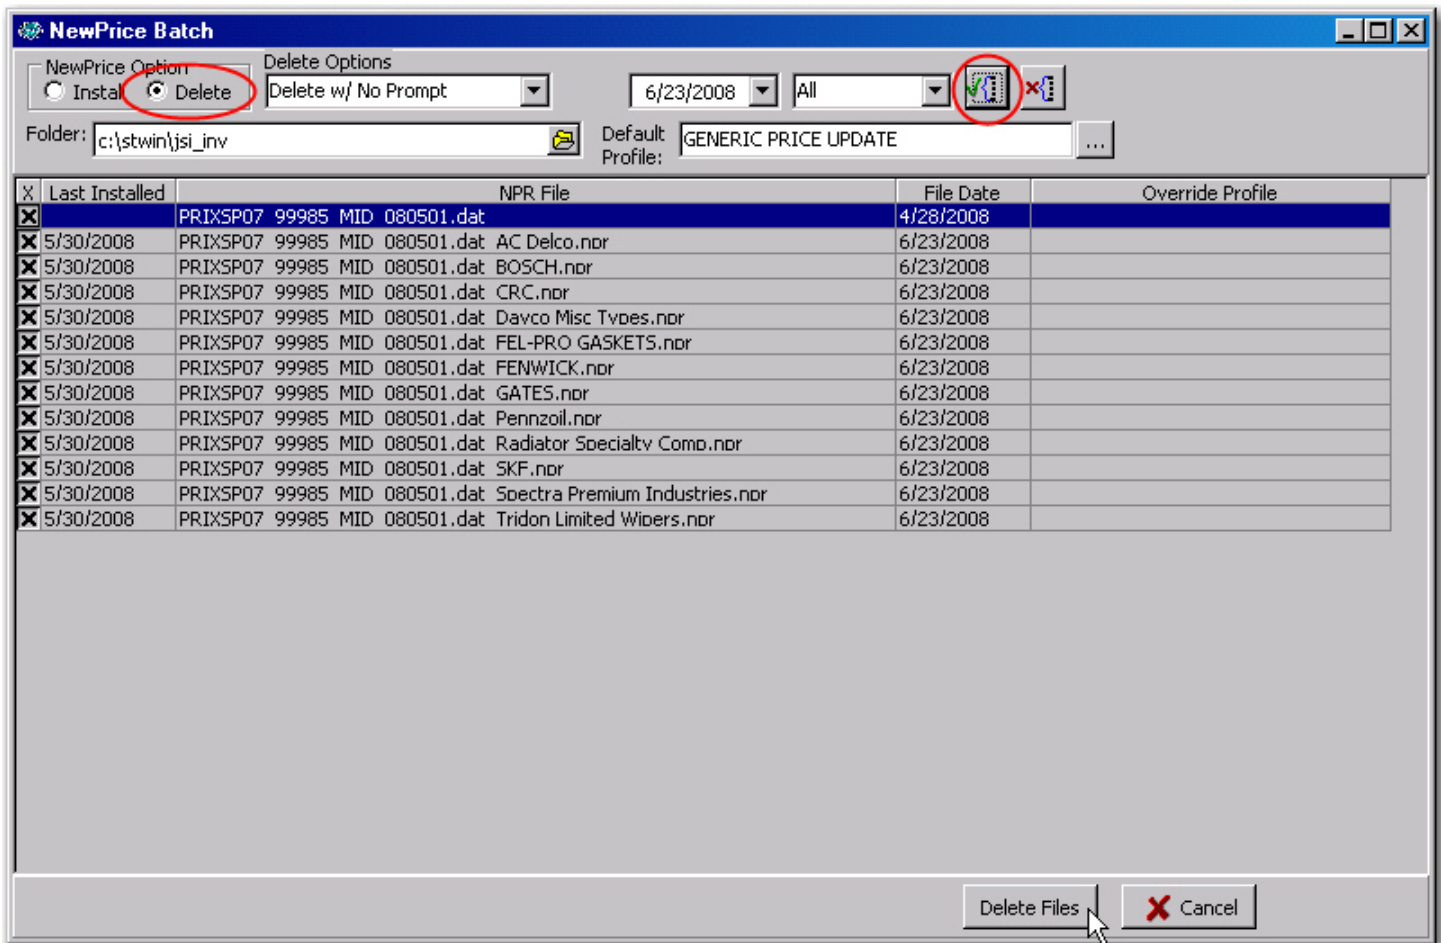 NewPrice Batch
NewPrice Option
Delete Options
Install Delete Delete w/ No Prompt 6/23/2008 All
Folder: c:\stwin\jsi_inv Default Profile: GENERIC PRICE UPDATE ...
X Last Installed NPR File File Date Override Profile
X PRIXSP07 99985 MID 080501.dat 4/28/2008
X 5/30/2008 PRIXSP07 99985 MID 080501.dat AC Delco.npr 6/23/2008
X 5/30/2008 PRIXSP07 99985 MID 080501.dat BOSCH.npr 6/23/2008
X 5/30/2008 PRIXSP07 99985 MID 080501.dat CRC.npr 6/23/2008
X 5/30/2008 PRIXSP07 99985 MID 080501.dat Dayco Misc Types.npr 6/23/2008
X 5/30/2008 PRIXSP07 99985 MID 080501.dat FEL-PRO GASKETS.npr 6/23/2008
X 5/30/2008 PRIXSP07 99985 MID 080501.dat FENWICK.npr 6/23/2008
X 5/30/2008 PRIXSP07 99985 MID 080501.dat GATES.npr 6/23/2008
X 5/30/2008 PRIXSP07 99985 MID 080501.dat Pennzoil.npr 6/23/2008
X 5/30/2008 PRIXSP07 99985 MID 080501.dat Radiator Specialty Comp.npr 6/23/2008
X 5/30/2008 PRIXSP07 99985 MID 080501.dat SKF.npr 6/23/2008
X 5/30/2008 PRIXSP07 99985 MID 080501.dat Spectra Premium Industries.npr 6/23/2008
X 5/30/2008 PRIXSP07 99985 MID 080501.dat Tridon Limited Wipers.npr 6/23/2008
Delete Files Cancel